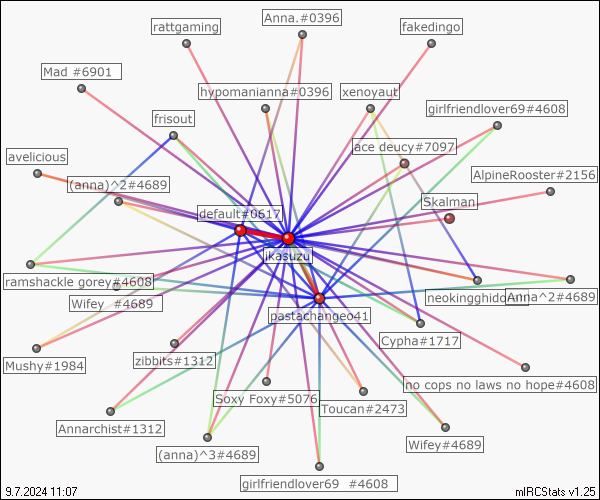 Anna.#0396
rattgaming
fakedingo
Mad #6901
hypomanianna#0396
xenoyaut
girlfriendlover69#4608
frisout
ace deucy#7097
avelicious
AlpineRooster#2156
(anna)^2#4689
Skalman
default#0617
ikasuzu
ramshackle gorey#4608
Anna^2#4689
Wifey #4689
pastachangeo41
Cypha#1717
zibbits#1312
Mushy#1984
no cops no laws no hope#4608
Soxy Foxy#5076
Toucan#2473
Annarchist#1312
Wifey#4689
(anna)^3#4689
girlfriendlover69 #4608
9.7.2024 11:07
mIRCStats v1.25